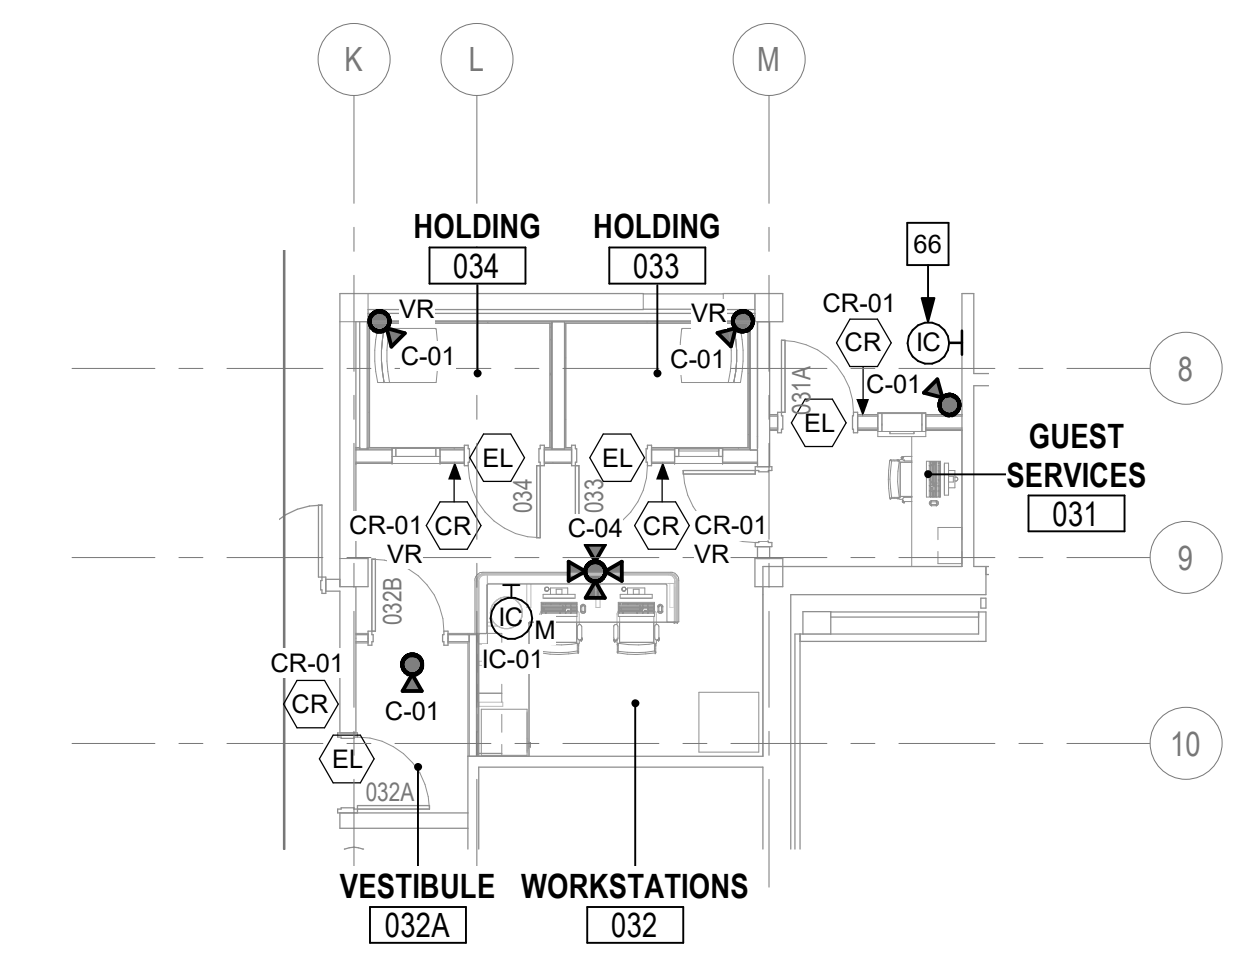 K
L
M
HOLDING
034
HOLDING
033
66
VR
C-01
VR
C-01
CR-01
CR
IC
8
031A
C-01
EL
GUEST
SERVICES
031
EL
EL
034
033
CR-01
CR
VR
C-04
CR
CR-01
VR
9
032B
IC
M
IC-01
CR-01
CR
C-01
EL
10
032A
VESTIBULE
032A
WORKSTATIONS
032